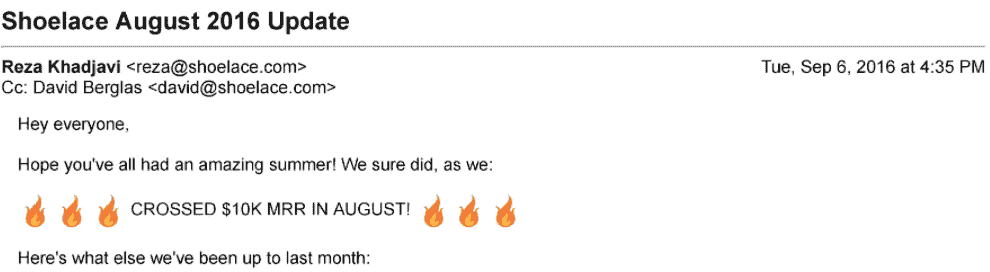 Shoelace August 2016 Update
Reza Khadjavi <reza@shoelace.com> Tue, Sep 6, 2016 at 4:35 PM
Cc: David Berglas <david@shoelace.com>
Hey everyone,
Hope you've all had an amazing summer! We sure did, as we:
🔥 🔥 🔥 CROSSED $10K MRR IN AUGUST! 🔥 🔥 🔥
Here's what else we've been up to last month: